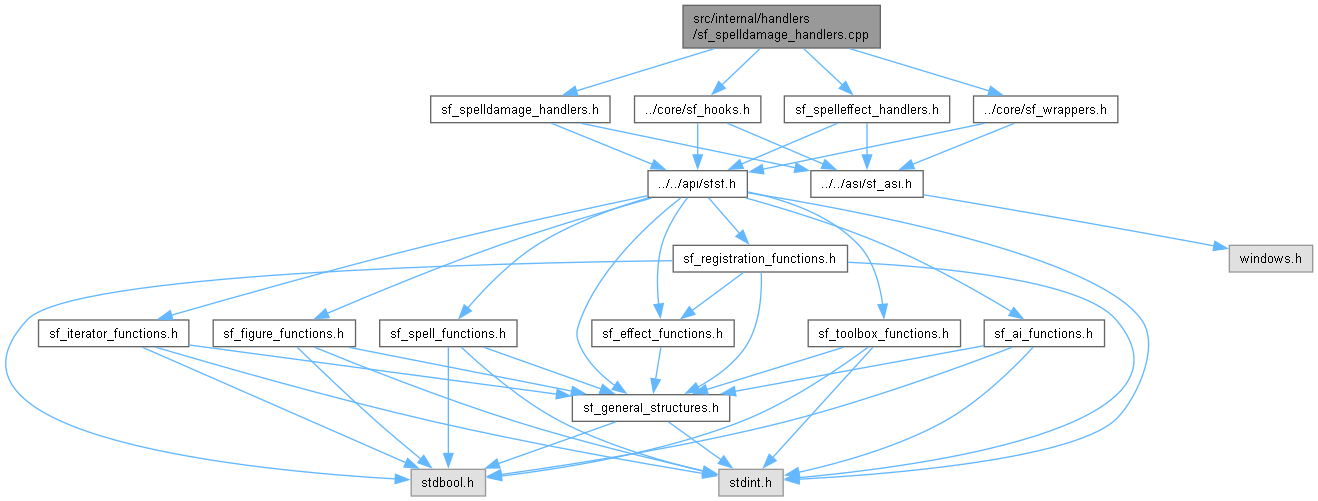 src/internal/handlers
/sf_spelldamage_handlers.cpp
sf_spelldamage_handlers.h
../core/sf_hooks.h
sf_spelleffect_handlers.h
../core/sf_wrappers.h
../../api/sfsf.h
../../asi/sf_asi.h
sf_registration_functions.h
windows.h
sf_iterator_functions.h
sf_figure_functions.h
sf_spell_functions.h
sf_effect_functions.h
sf_toolbox_functions.h
sf_ai_functions.h
sf_general_structures.h
stdbool.h
stdint.h